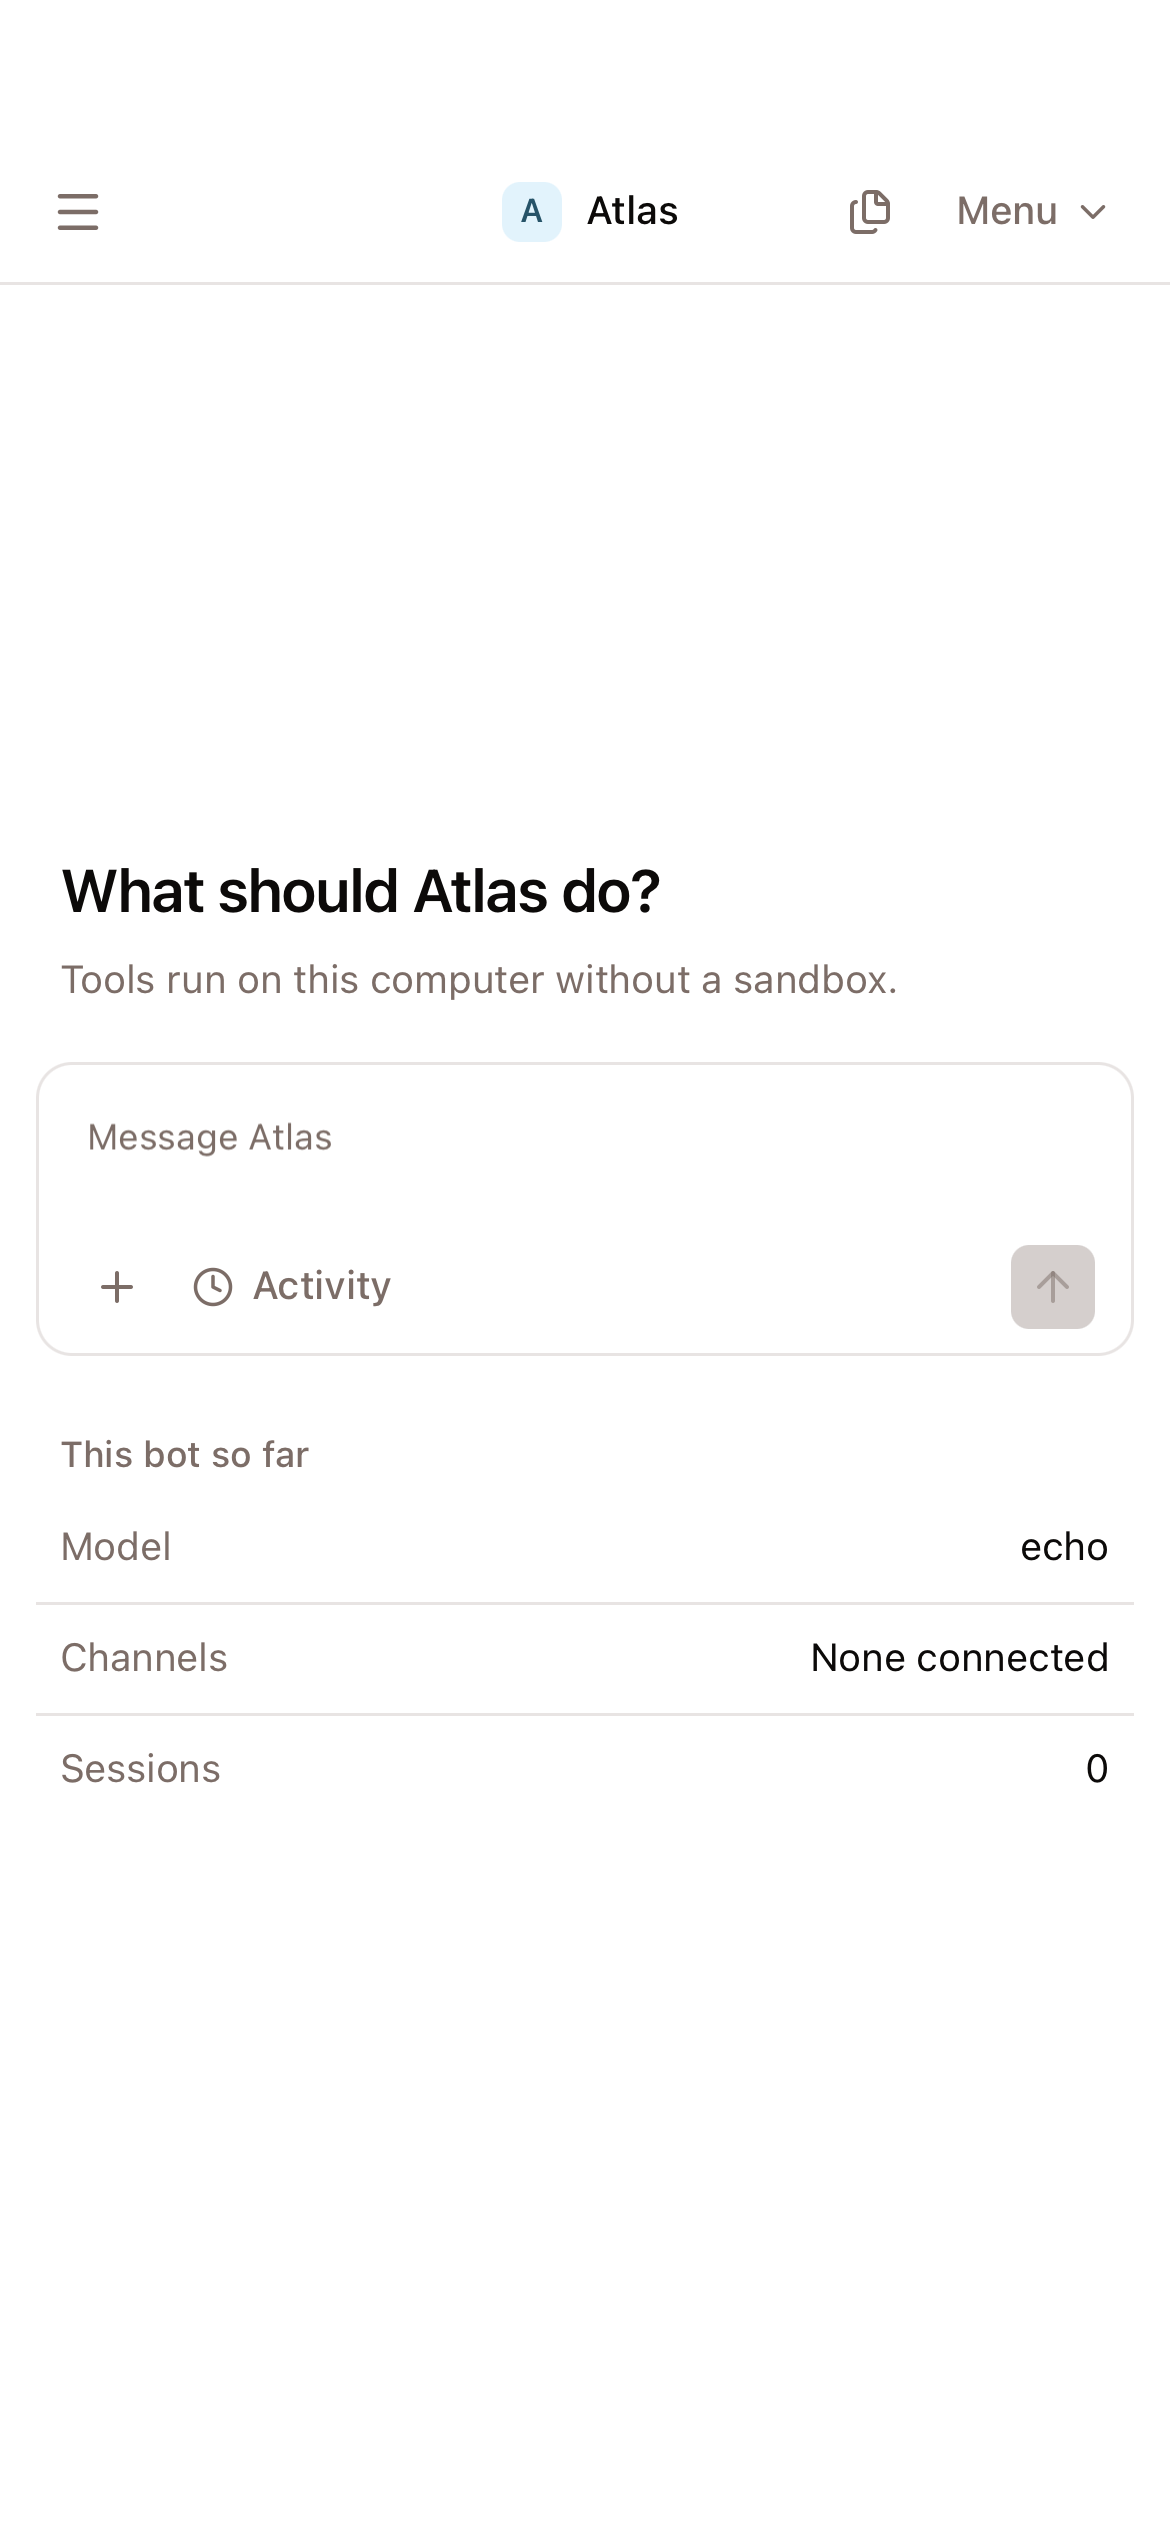 A Atlas Menu
What should Atlas do?
Tools run on this computer without a sandbox.
Message Atlas
Activity
This bot so far
Model echo
Channels None connected
Sessions 0